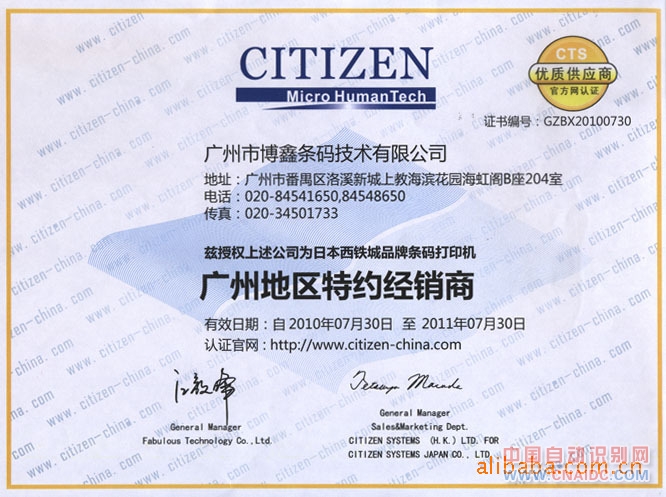 CITIZEN
Micro HumanTech
CTS
优质供应商
官方网认证
证书编号：GZBX20100730
广州市博鑫条码技术有限公司
地址：广州市番禺区洛溪新城上教海滨花园海虹阁B座204室
电话：020-84541650,84548650
传真：020-34501733
兹授权上述公司为日本西铁城品牌条码打印机
广州地区特约经销商
有效日期：自 2010年07月30日 至 2011年07月30日
认证官网：http://www.citizen-china.com
General Manager
Fabulous Technology Co.,Ltd.
General Manager
Sales&Marketing Dept.
CITIZEN SYSTEMS (H.K.) LTD. FOR
CITIZEN SYSTEMS JAPAN CO., LTD.
www.citizen-china.com
中国自动识别网
alibaba.com.cn
WWW.CNAIDC.COM